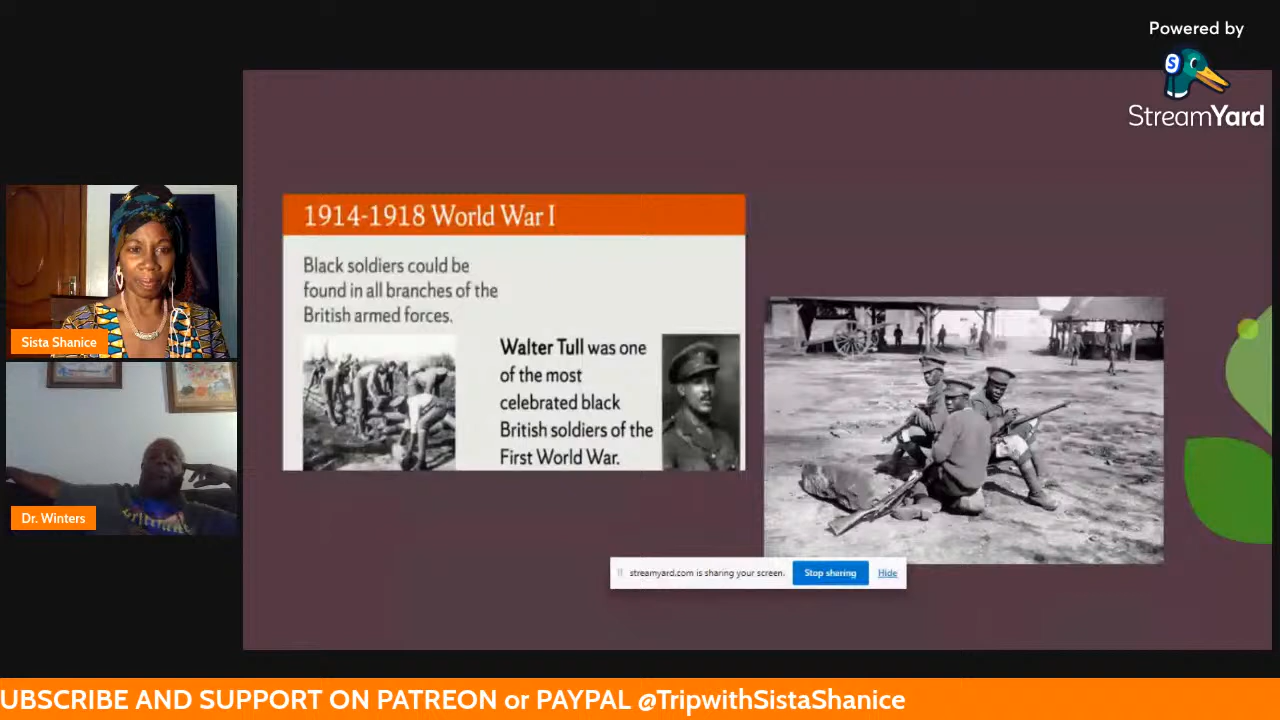 Powered by
StreamYard
1914-1918 World War I
Black soldiers could be
found in all branches of the
British armed forces.
Walter Tull was one
of the most
celebrated black
British soldiers of the
First World War.
Sista Shanice
Dr. Winters
streamyard.com is sharing your screen.
Stop sharing
Hide
UBSCRIBE AND SUPPORT ON PATREON or PAYPAL @TripwithSistaShanice